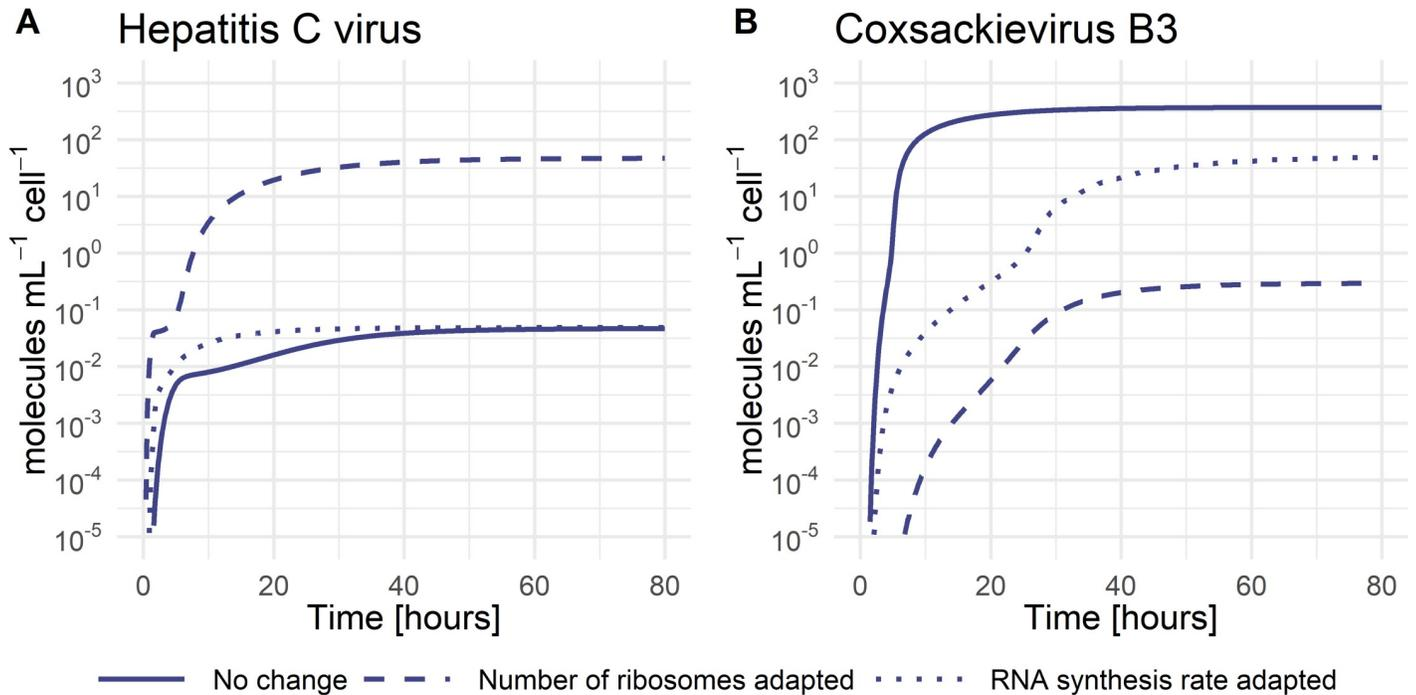 A Hepatitis C virus
B Coxsackievirus B3
molecules mL⁻¹ cell⁻¹
10³
10²
10¹
10⁰
10⁻¹
10⁻²
10⁻³
10⁻⁴
10⁻⁵
0 20 40 60 80
Time [hours]
molecules mL⁻¹ cell⁻¹
10³
10²
10¹
10⁰
10⁻¹
10⁻²
10⁻³
10⁻⁴
10⁻⁵
0 20 40 60 80
Time [hours]
No change Number of ribosomes adapted RNA synthesis rate adapted